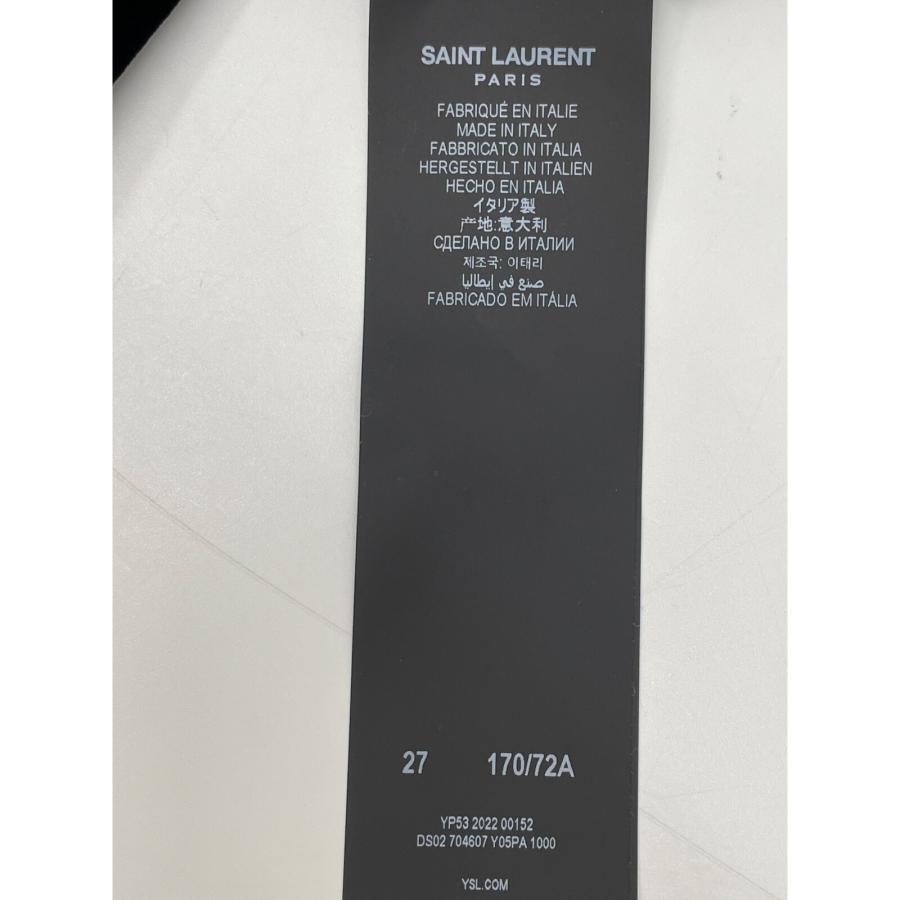 SAINT LAURENT
PARIS
FABRIQUÉ EN ITALIE
MADE IN ITALY
FABBRICATO IN ITALIA
HERGESTELLT IN ITALIEN
HECHO EN ITALIA
イタリア製
产地:意大利
СДЕЛАНО В ИТАЛИИ
제조국: 이태리
صنع في إيطاليا
FABRICADO EM ITÁLIA
27 170/72A
YP53 2022 00152
DS02 704607 Y05PA 1000
YSL.COM